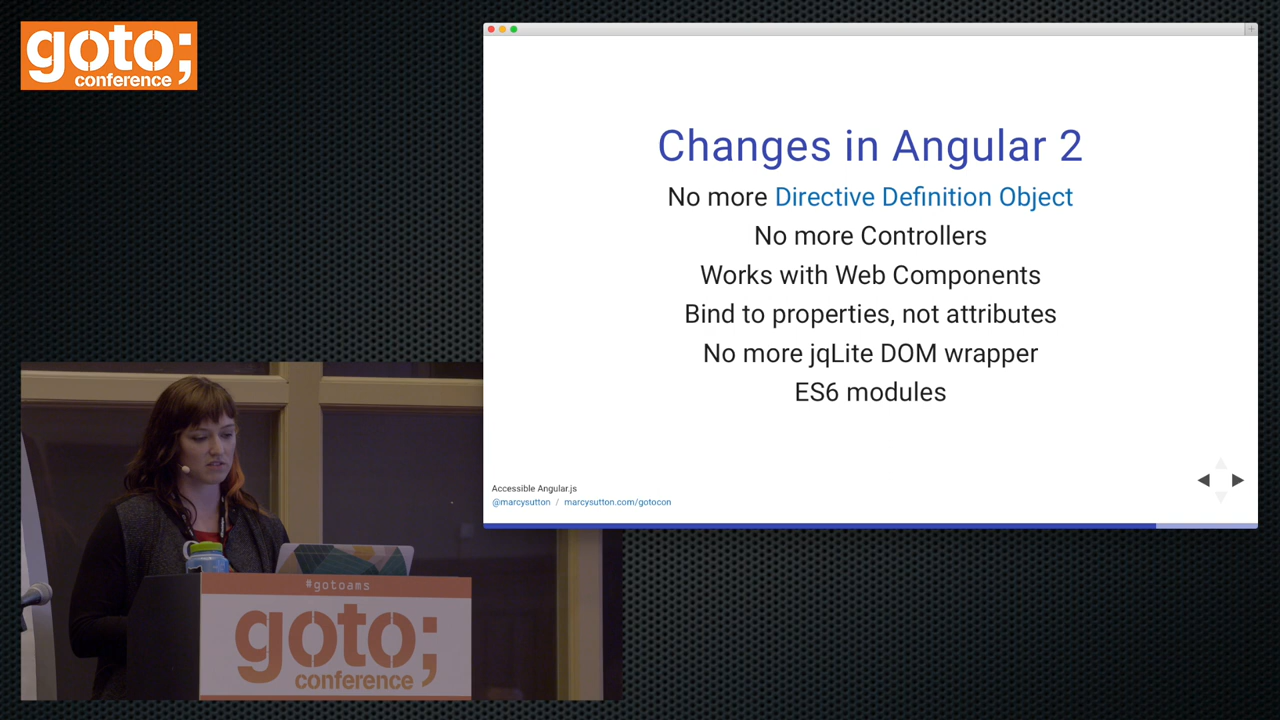 goto;
conference
Changes in Angular 2
No more Directive Definition Object
No more Controllers
Works with Web Components
Bind to properties, not attributes
No more jqLite DOM wrapper
ES6 modules
Accessible Angular.js
@marcysutton / marcysutton.com/gotocon
#gotoams
goto;
conference